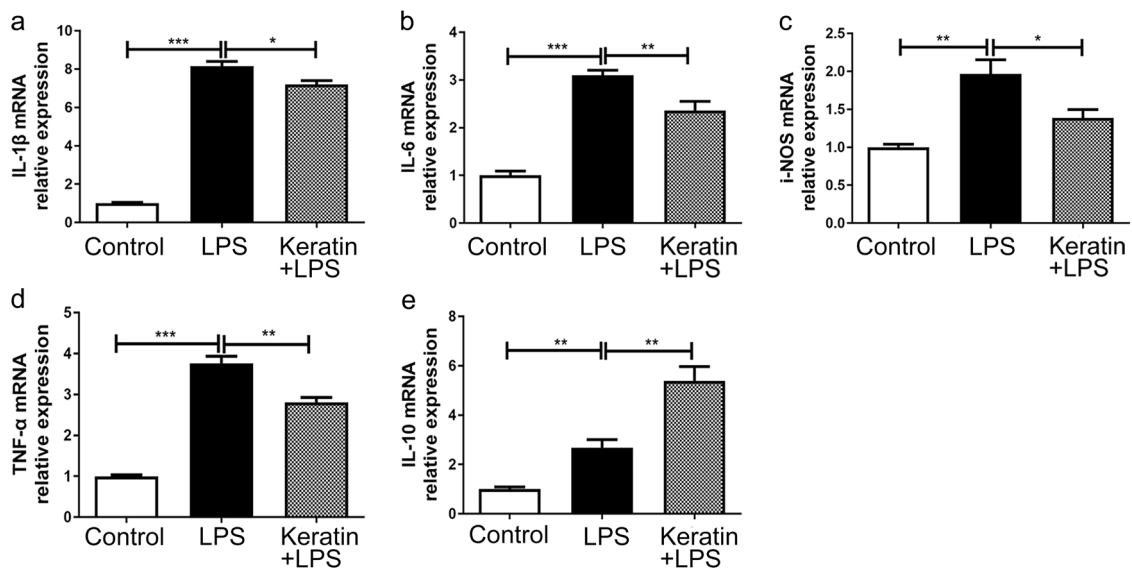 a
IL-1β mRNA
relative expression
10
8
6
4
2
0
***
*
Control
LPS
Keratin
+LPS
b
IL-6 mRNA
relative expression
4
3
2
1
0
***
**
Control
LPS
Keratin
+LPS
c
i-NOS mRNA
relative expression
2.5
2.0
1.5
1.0
0.5
0.0
**
*
Control
LPS
Keratin
+LPS
d
TNF-α mRNA
relative expression
5
4
3
2
1
0
***
**
Control
LPS
Keratin
+LPS
e
IL-10 mRNA
relative expression
8
6
4
2
0
**
**
Control
LPS
Keratin
+LPS